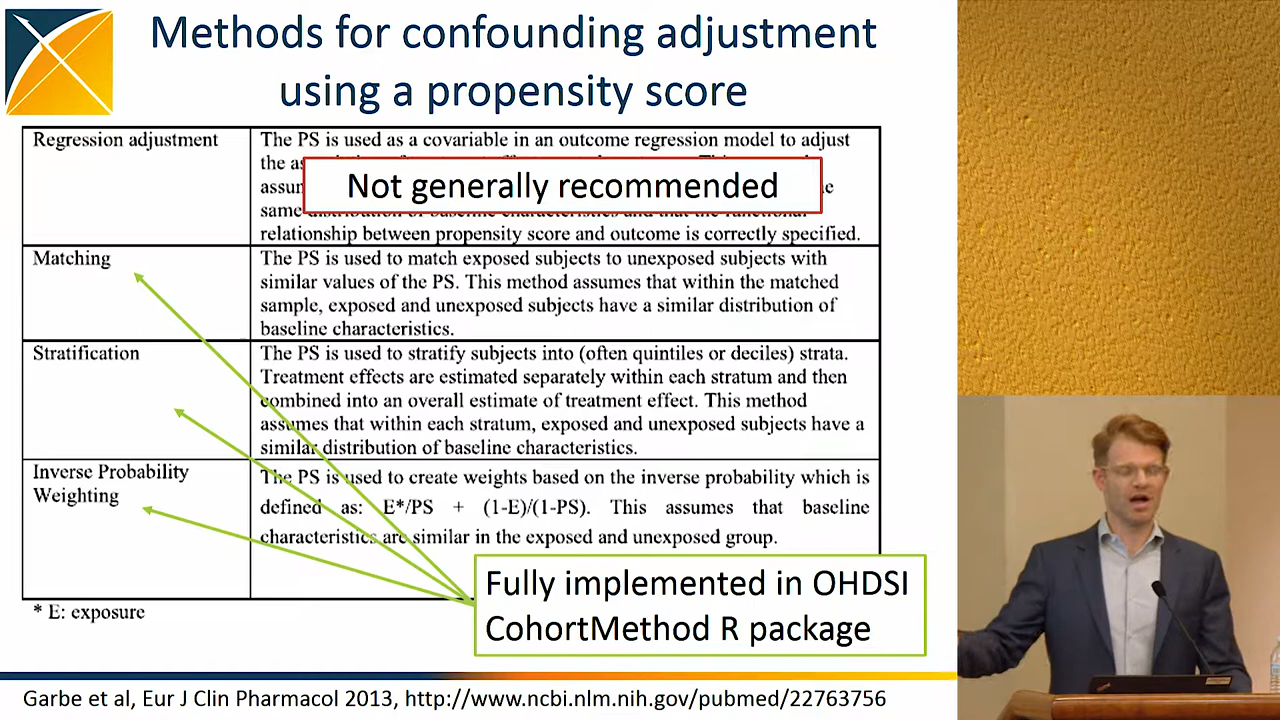 Methods for confounding adjustment
using a propensity score
Regression adjustment
The PS is used as a covariable in an outcome regression model to adjust
the
Not generally recommended
same
relationship between propensity score and outcome is correctly specified.
Matching
The PS is used to match exposed subjects to unexposed subjects with
similar values of the PS. This method assumes that within the matched
sample, exposed and unexposed subjects have a similar distribution of
baseline characteristics.
Stratification
The PS is used to stratify subjects into (often quintiles or deciles) strata.
Treatment effects are estimated separately within each stratum and then
combined into an overall estimate of treatment effect. This method
assumes that within each stratum, exposed and unexposed subjects have a
similar distribution of baseline characteristics.
Inverse Probability
Weighting
The PS is used to create weights based on the inverse probability which is
defined as: E*/PS + (1-E)/(1-PS). This assumes that baseline
characteristics are similar in the exposed and unexposed group.
Fully implemented in OHDSI
CohortMethod R package
* E: exposure
Garbe et al, Eur J Clin Pharmacol 2013, http://www.ncbi.nlm.nih.gov/pubmed/22763756